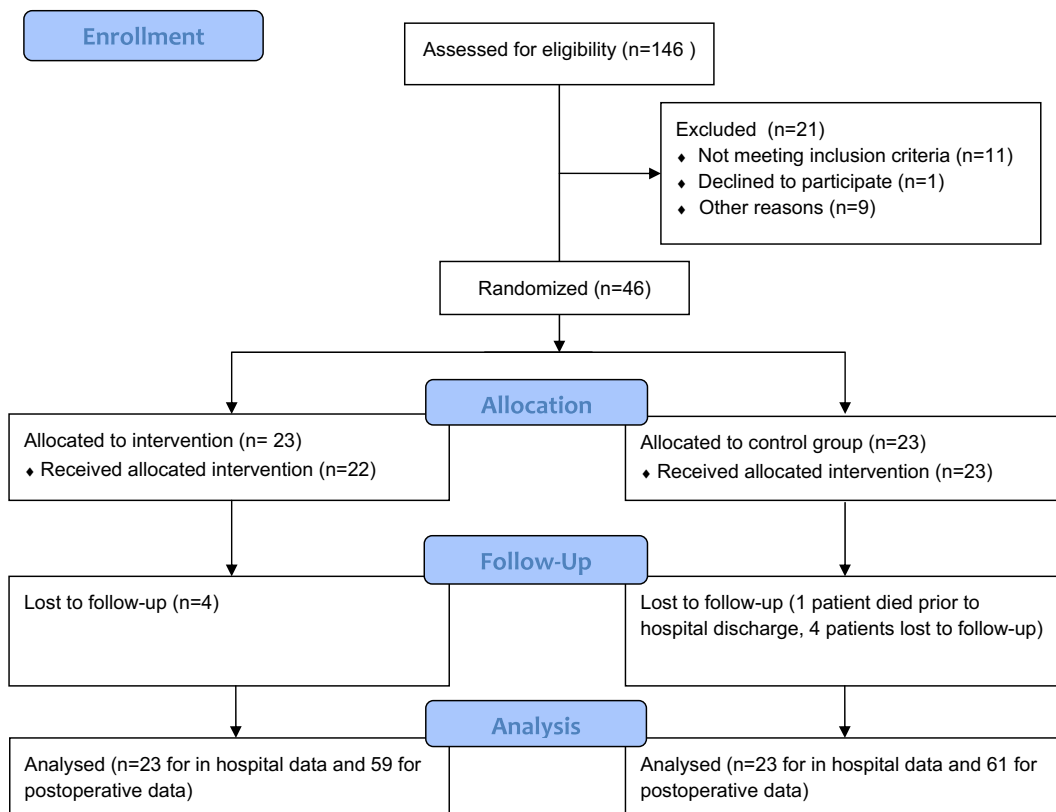 Enrollment
Assessed for eligibility (n=146 )
Excluded  (n=21)
♦ Not meeting inclusion criteria (n=11)
♦ Declined to participate (n=1)
♦ Other reasons (n=9)
Randomized (n=46)
Allocation
Allocated to intervention (n= 23)
♦ Received allocated intervention (n=22)
Allocated to control group (n=23)
♦ Received allocated intervention (n=23)
Follow-Up
Lost to follow-up (n=4)
Lost to follow-up (1 patient died prior to
hospital discharge, 4 patients lost to follow-up)
Analysis
Analysed (n=23 for in hospital data and 59 for
postoperative data)
Analysed (n=23 for in hospital data and 61 for
postoperative data)